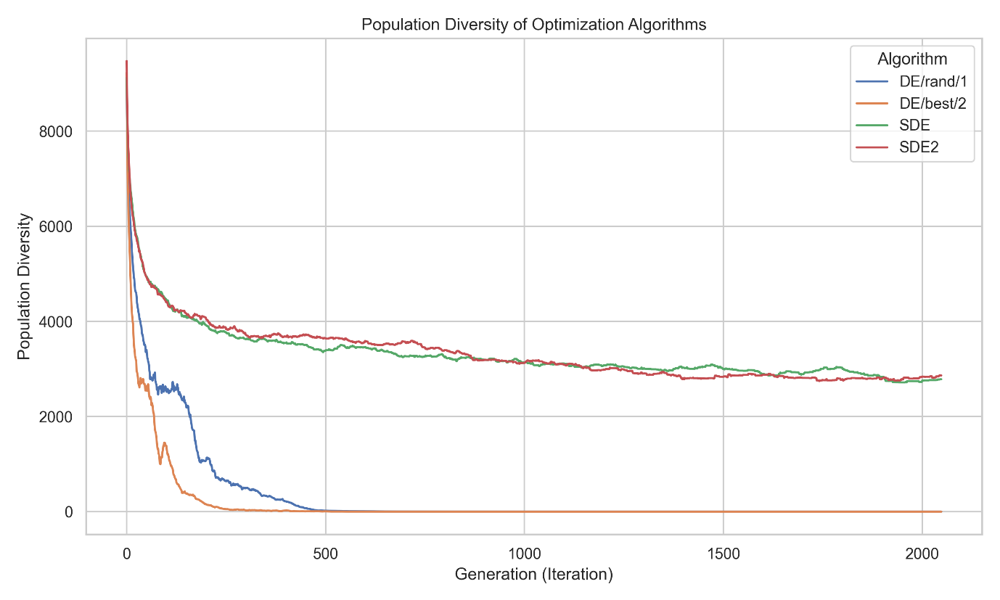 Population Diversity of Optimization Algorithms
Algorithm
DE/rand/1
DE/best/2
SDE
SDE2
Population Diversity
8000
6000
4000
2000
0
0 500 1000 1500 2000
Generation (Iteration)